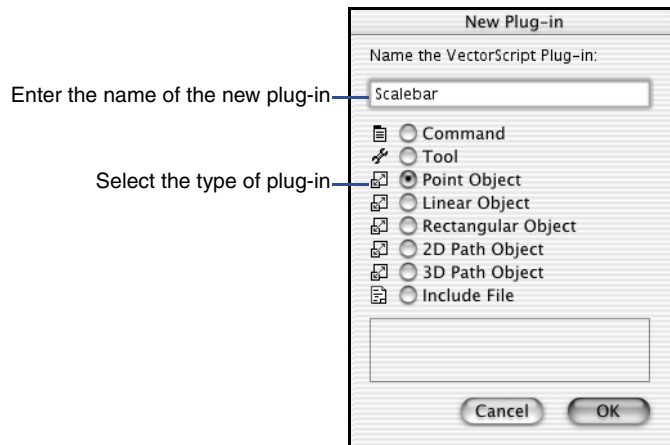 New Plug-in
Name the VectorScript Plug-in:
Enter the name of the new plug-in
Scalebar
Command
Tool
Select the type of plug-in
Point Object
Linear Object
Rectangular Object
2D Path Object
3D Path Object
Include File
Cancel OK